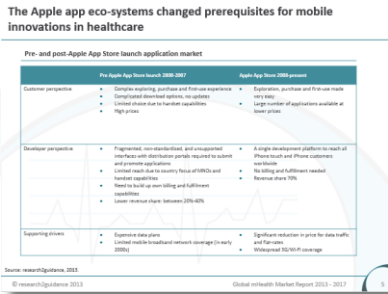 The Apple app eco-systems changed prerequisites for mobile
innovations in healthcare
Pre- and post-Apple App Store launch application market
Pre Apple App Store launch 2000-2007
Apple App Store 2008-present
Customer perspective
• Complex exploring, purchase and first-use experience
• Complicated download options, no updates
• Limited choice due to handset capabilities
• High prices
• Exploration, purchase and first-use made
very easy
• Large number of applications available at
lower prices
Developer perspective
• Fragmented, non-standardized, and unsupported
interfaces with distribution portals required to submit
and promote applications
• Limited reach due to country focus of MNOs and
handset capabilities
• Need to build up own billing and fulfillment
capabilities
• Lower revenue share: between 20%-60%
• A single development platform to reach all
iPhone touch and iPhone customers
worldwide
• No billing and fulfillment needed
• Revenue share 70%
Supporting drivers
• Expensive data plans
• Limited mobile broadband network coverage (in early
2000s)
• Significant reduction in price for data traffic
and flat-rates
• Widespread 3G/Wi-Fi coverage
Source: research2guidance, 2013.
© research2guidance 2013
Global mHealth Market Report 2013 - 2017
5